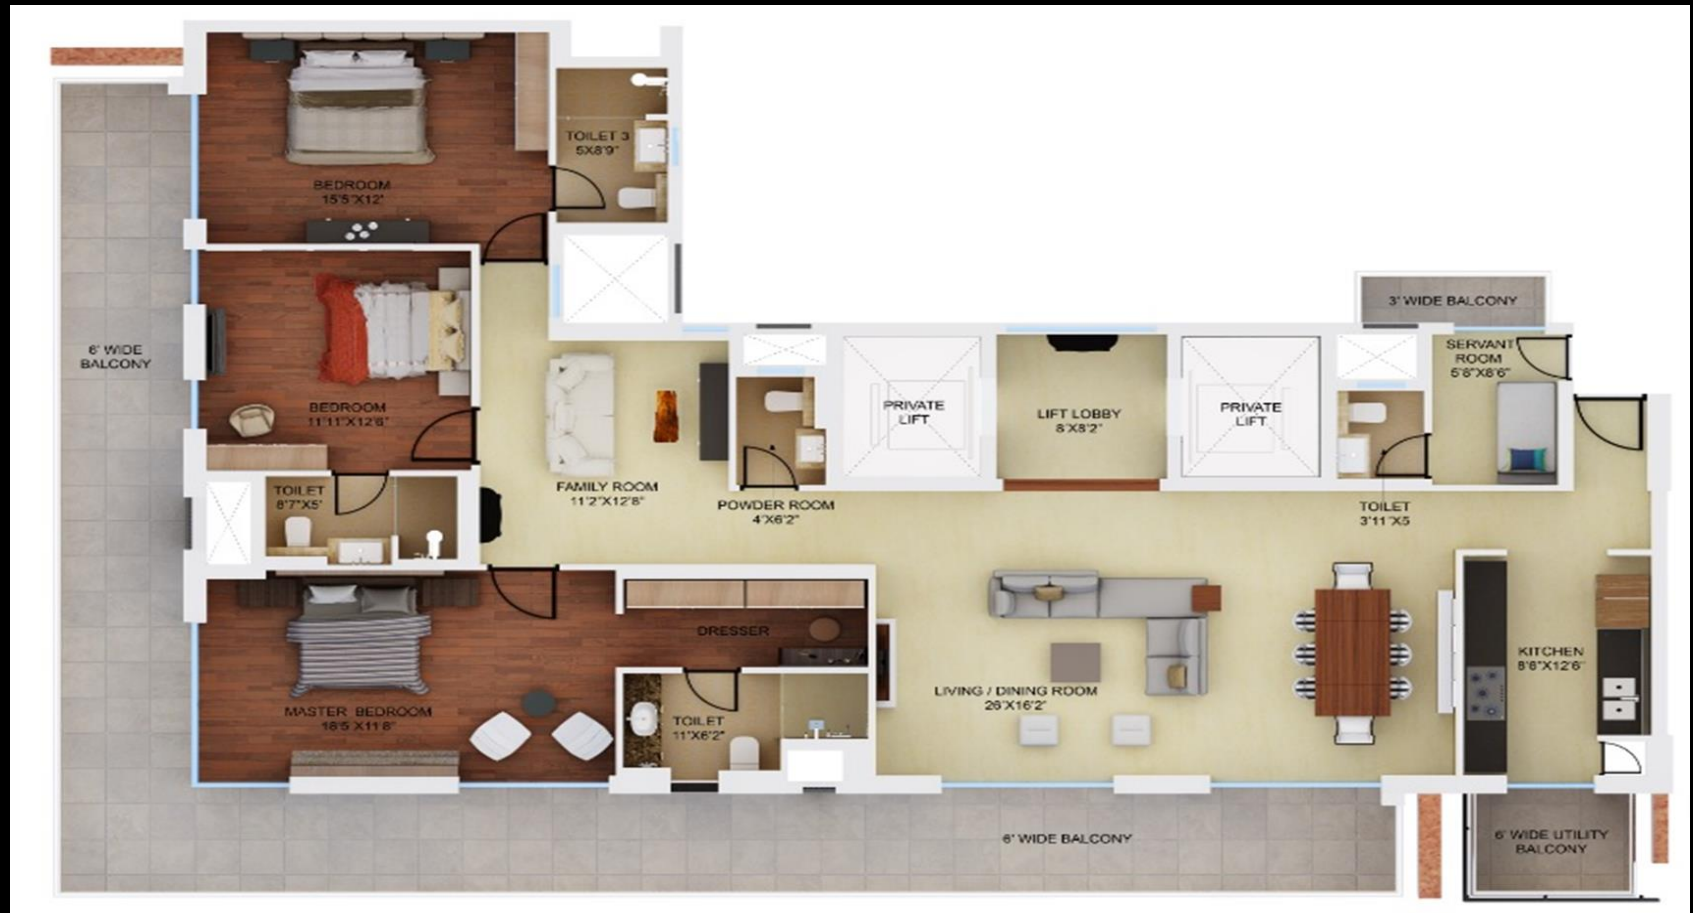 TOILET 3
5X8'9"
BEDROOM
15'5"X12'
3' WIDE BALCONY
SERVANT
ROOM
5'8"X8'6"
6' WIDE
BALCONY
BEDROOM
11'11"X12'6"
PRIVATE
LIFT
LIFT LOBBY
8'X8'2"
PRIVATE
LIFT
TOILET
8'7"X5'
FAMILY ROOM
11'2"X12'8"
POWDER ROOM
4'X6'2"
TOILET
3'11"X5
DRESSER
KITCHEN
8'8"X12'6"
LIVING / DINING ROOM
26'X16'2"
MASTER BEDROOM
16'5 X11'8"
TOILET
11'X6'2"
6' WIDE BALCONY
6' WIDE UTILITY
BALCONY